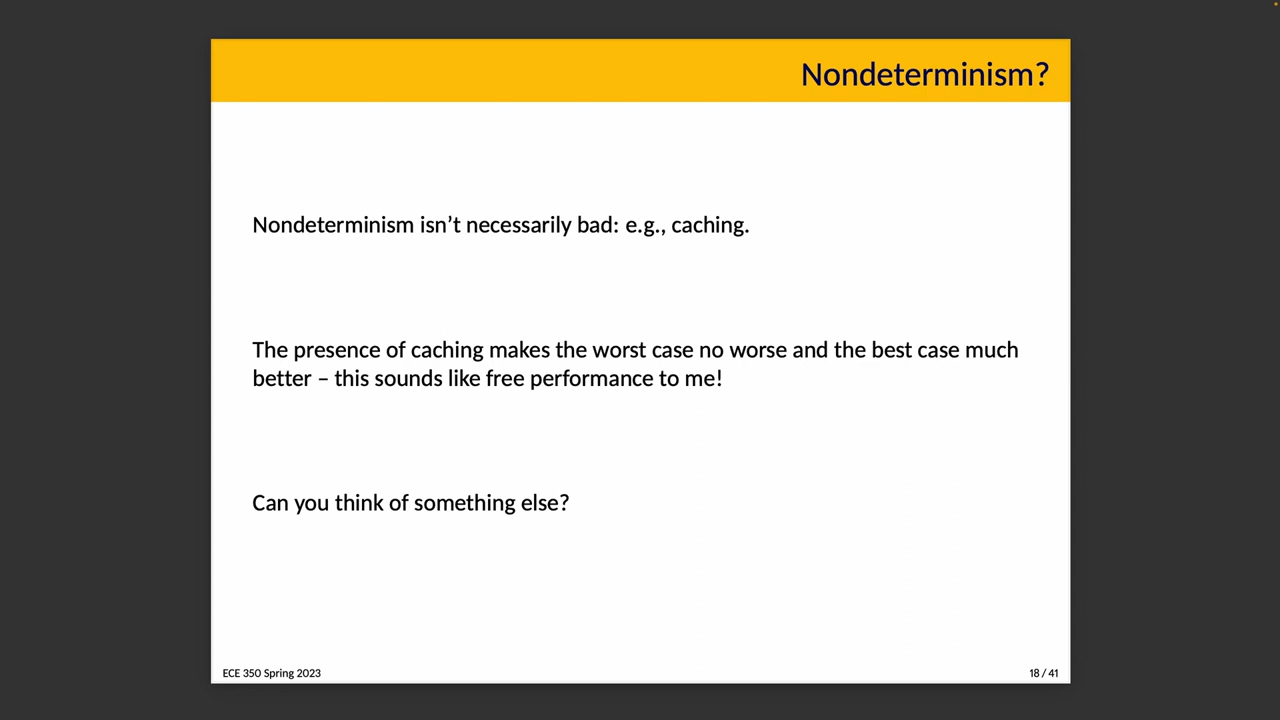 Nondeterminism?
Nondeterminism isn’t necessarily bad: e.g., caching.
The presence of caching makes the worst case no worse and the best case much
better – this sounds like free performance to me!
Can you think of something else?
ECE 350 Spring 2023
18 / 41